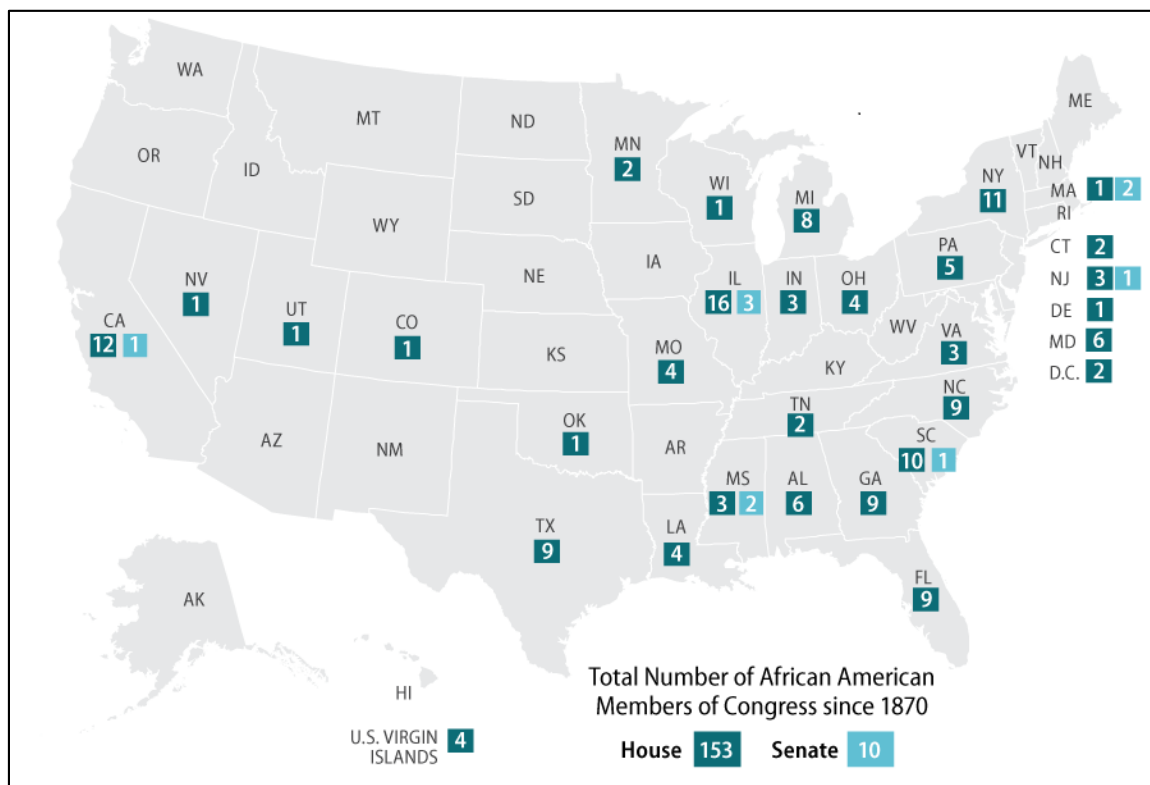 WA
MT
ND
MN
2
ME
OR
ID
SD
WI
1
MI
8
VT
NH
NY
11
MA 1 2
RI
WY
IA
NE
PA
5
CT 2
NJ 3 1
NV
1
UT
1
CO
1
IL
16 3
IN
3
OH
4
DE 1
CA
12 1
KS
MO
4
WV
VA
3
MD 6
KY
D.C. 2
NC
9
TN
2
OK
1
AZ
NM
AR
SC
10 1
MS
3 2
AL
6
GA
9
TX
9
LA
4
FL
9
AK
HI
U.S. VIRGIN 4
ISLANDS
Total Number of African American
Members of Congress since 1870
House 153 Senate 10